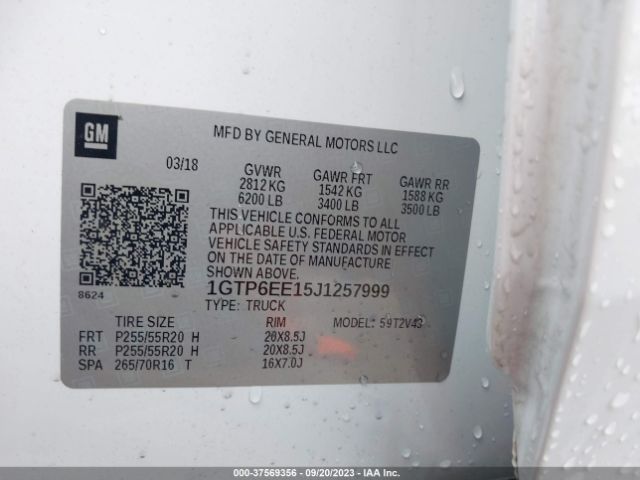 GM
MFD BY GENERAL MOTORS LLC
03/18
GVWR
2812 KG
6200 LB
GAWR FRT
1542 KG
3400 LB
GAWR RR
1588 KG
3500 LB
THIS VEHICLE CONFORMS TO ALL
APPLICABLE U.S. FEDERAL MOTOR
VEHICLE SAFETY STANDARDS IN EFFECT
ON THE DATE OF MANUFACTURE
SHOWN ABOVE.
8624
1GTP6EE15J1257999
TYPE: TRUCK
TIRE SIZE RIM MODEL: 59T2V43
FRT P255/55R20 H 20X8.5J
RR P255/55R20 H 20X8.5J
SPA 265/70R16 T 16X7.0J
000-37569356 - 09/20/2023 - IAA Inc.